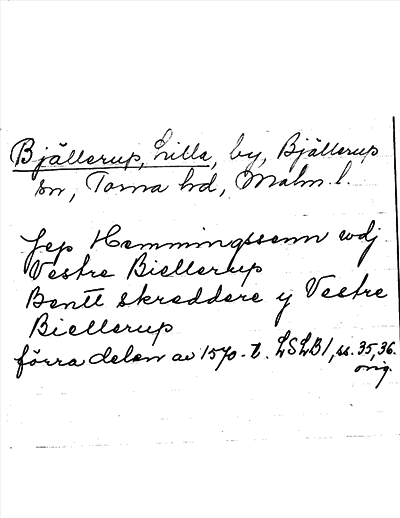 Bjällerup, Lilla, by, Bjällerup
sn, Torna hd, Malm. l.
Jep Hemmingssenn wdj
Vestre Biellerup
Bentt skreddere y Vestre
Biellerup
förra delen av 1570-t. LSLB1, ss. 35, 36.
orig.